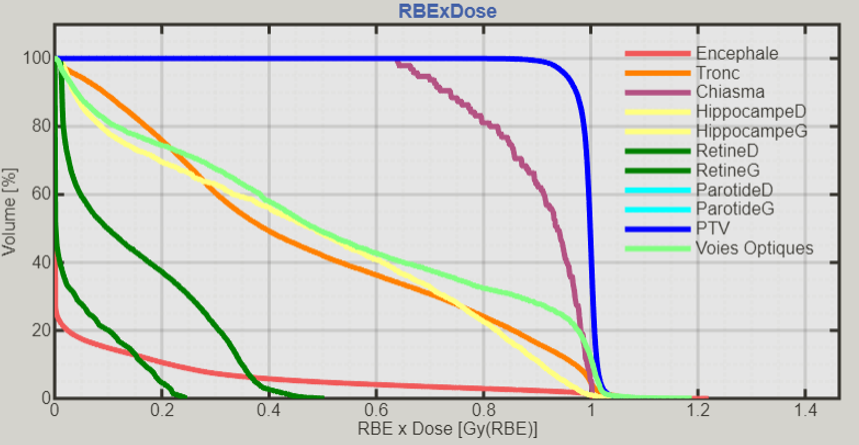 RBExDose
100
80
60
40
20
0
Volume [%]
Encephale
Tronc
Chiasma
HippocampeD
HippocampeG
RetineD
RetineG
ParotideD
ParotideG
PTV
Voies Optiques
0 0.2 0.4 0.6 0.8 1 1.2 1.4
RBE x Dose [Gy(RBE)]